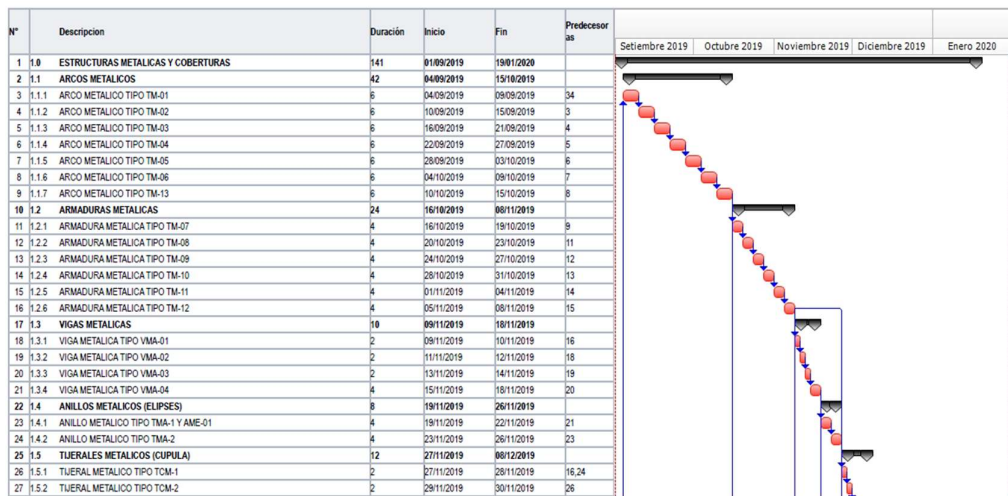 N° Descripcion Duración Inicio Fin Predecesor as
Setiembre 2019 Octubre 2019 Noviembre 2019 Diciembre 2019 Enero 2020
1 1.0 ESTRUCTURAS METALICAS Y COBERTURAS 141 01/09/2019 19/01/2020
2 1.1 ARCOS METALICOS 42 04/09/2019 15/10/2019
3 1.1.1 ARCO METALICO TIPO TM-01 6 04/09/2019 09/09/2019 34
4 1.1.2 ARCO METALICO TIPO TM-02 6 10/09/2019 15/09/2019 3
5 1.1.3 ARCO METALICO TIPO TM-03 6 16/09/2019 21/09/2019 4
6 1.1.4 ARCO METALICO TIPO TM-04 6 22/09/2019 27/09/2019 5
7 1.1.5 ARCO METALICO TIPO TM-05 6 28/09/2019 03/10/2019 6
8 1.1.6 ARCO METALICO TIPO TM-06 6 04/10/2019 09/10/2019 7
9 1.1.7 ARCO METALICO TIPO TM-13 6 10/10/2019 15/10/2019 8
10 1.2 ARMADURAS METALICAS 24 16/10/2019 08/11/2019
11 1.2.1 ARMADURA METALICA TIPO TM-07 4 16/10/2019 19/10/2019 9
12 1.2.2 ARMADURA METALICA TIPO TM-08 4 20/10/2019 23/10/2019 11
13 1.2.3 ARMADURA METALICA TIPO TM-09 4 24/10/2019 27/10/2019 12
14 1.2.4 ARMADURA METALICA TIPO TM-10 4 28/10/2019 31/10/2019 13
15 1.2.5 ARMADURA METALICA TIPO TM-11 4 01/11/2019 04/11/2019 14
16 1.2.6 ARMADURA METALICA TIPO TM-12 4 05/11/2019 08/11/2019 15
17 1.3 VIGAS METALICAS 10 09/11/2019 18/11/2019
18 1.3.1 VIGA METALICA TIPO VMA-01 2 09/11/2019 10/11/2019 16
19 1.3.2 VIGA METALICA TIPO VMA-02 2 11/11/2019 12/11/2019 18
20 1.3.3 VIGA METALICA TIPO VMA-03 2 13/11/2019 14/11/2019 19
21 1.3.4 VIGA METALICA TIPO VMA-04 4 15/11/2019 18/11/2019 20
22 1.4 ANILLOS METALICOS (ELIPSES) 8 19/11/2019 26/11/2019
23 1.4.1 ANILLO METALICO TIPO TMA-1 Y AME-01 4 19/11/2019 22/11/2019 21
24 1.4.2 ANILLO METALICO TIPO TMA-2 4 23/11/2019 26/11/2019 23
25 1.5 TIJERALES METALICOS (CUPULA) 12 27/11/2019 08/12/2019
26 1.5.1 TIJERAL METALICO TIPO TCM-1 2 27/11/2019 28/11/2019 16,24
27 1.5.2 TIJERAL METALICO TIPO TCM-2 2 29/11/2019 30/11/2019 26